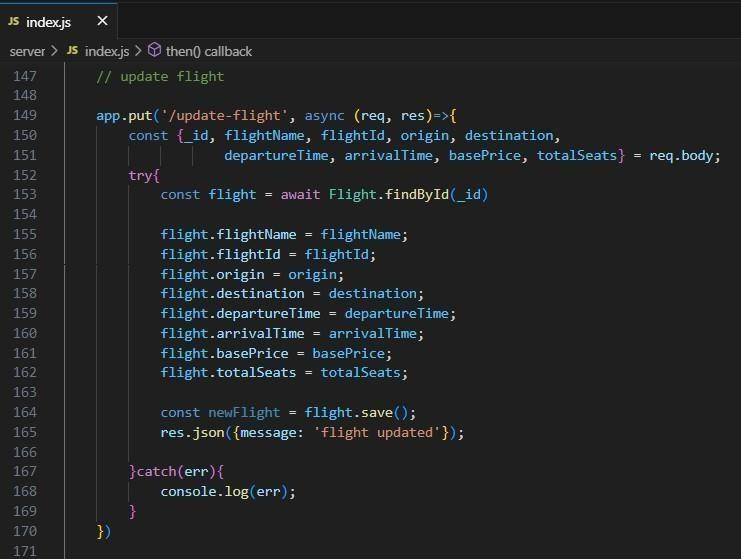 JS index.js ×
server > JS index.js > then() callback
147 // update flight
148
149 app.put('/update-flight', async (req, res)=>{
150     const {_id, flightName, flightId, origin, destination,
151                 departureTime, arrivalTime, basePrice, totalSeats} = req.body;
152     try{
153         const flight = await Flight.findById(_id)
154
155         flight.flightName = flightName;
156         flight.flightId = flightId;
157         flight.origin = origin;
158         flight.destination = destination;
159         flight.departureTime = departureTime;
160         flight.arrivalTime = arrivalTime;
161         flight.basePrice = basePrice;
162         flight.totalSeats = totalSeats;
163
164         const newFlight = flight.save();
165         res.json({message: 'flight updated'});
166
167     }catch(err){
168         console.log(err);
169     }
170 })
171